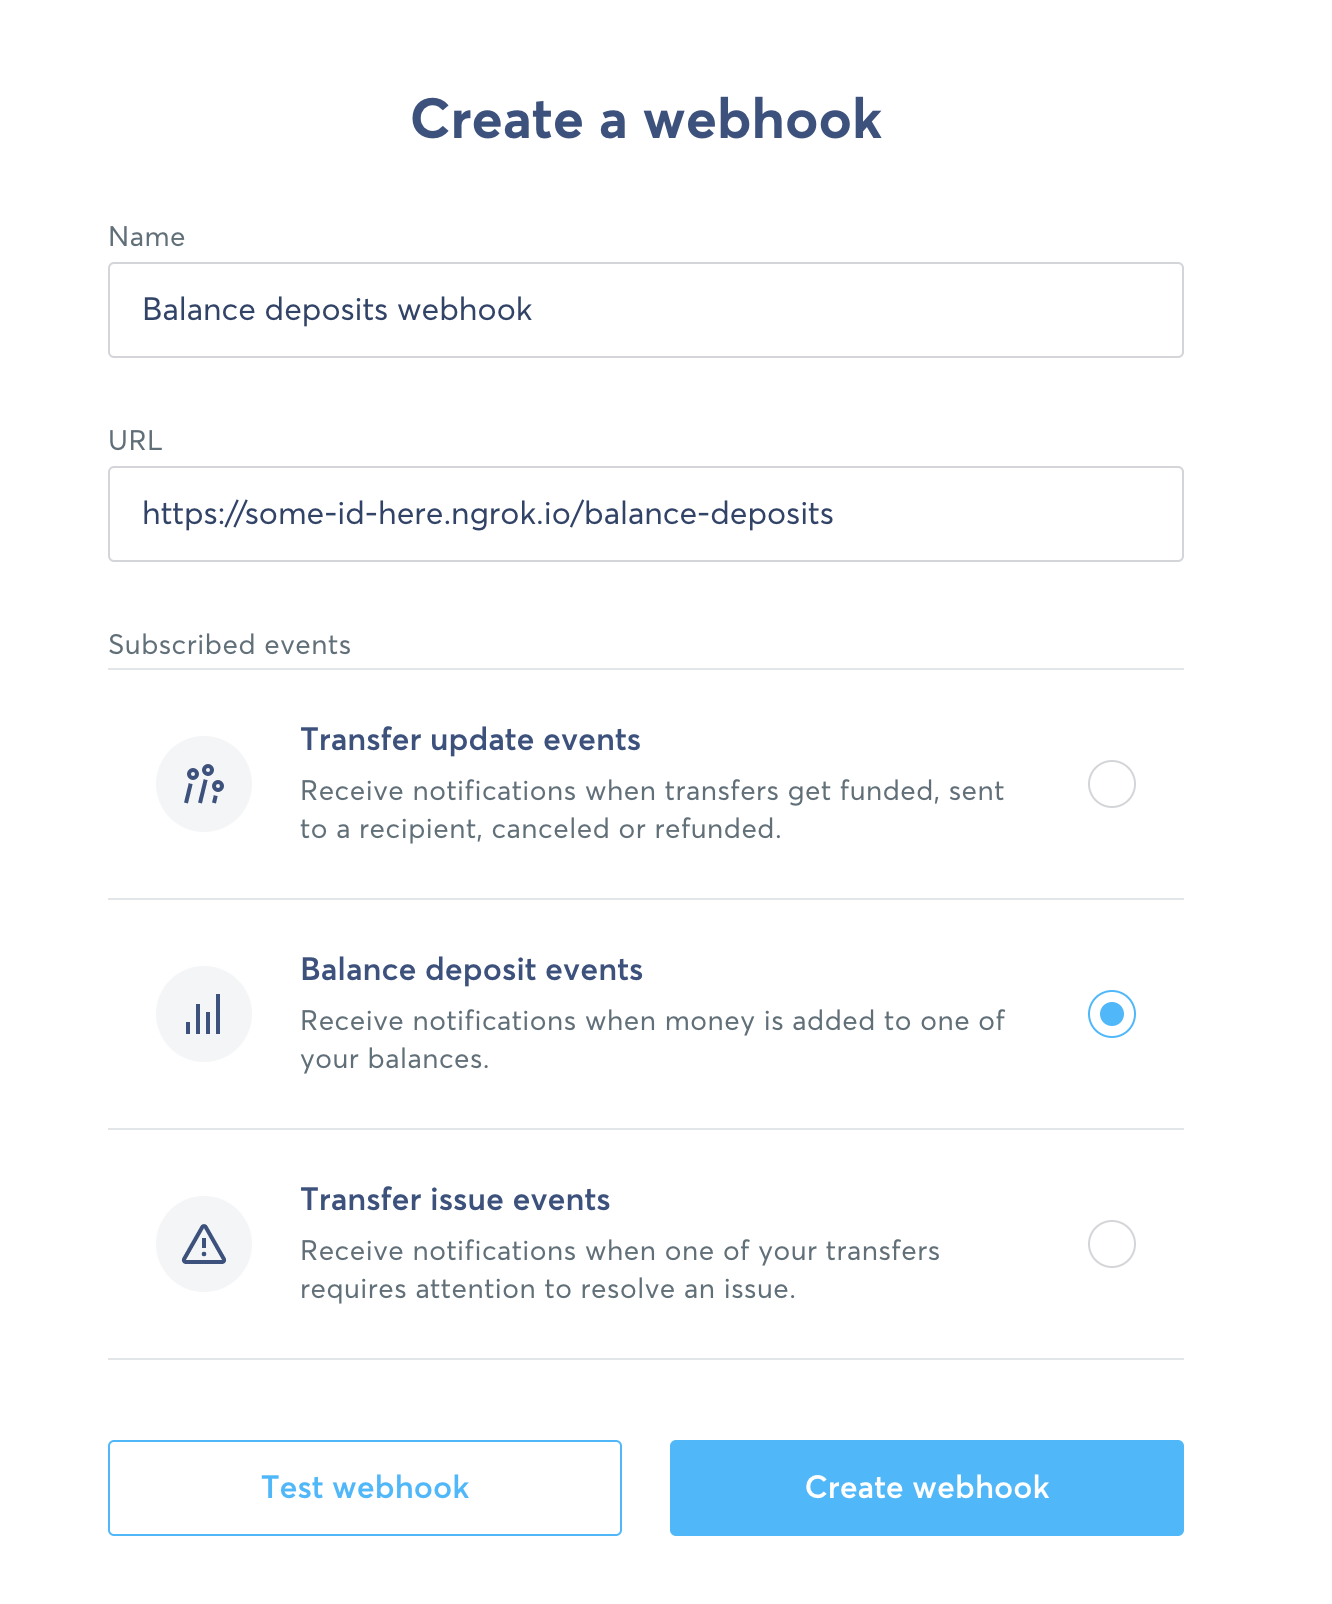 Create a webhook
Name
Balance deposits webhook
URL
https://some-id-here.ngrok.io/balance-deposits
Subscribed events
Transfer update events
Receive notifications when transfers get funded, sent
to a recipient, canceled or refunded.
Balance deposit events
Receive notifications when money is added to one of
your balances.
Transfer issue events
Receive notifications when one of your transfers
requires attention to resolve an issue.
Test webhook
Create webhook